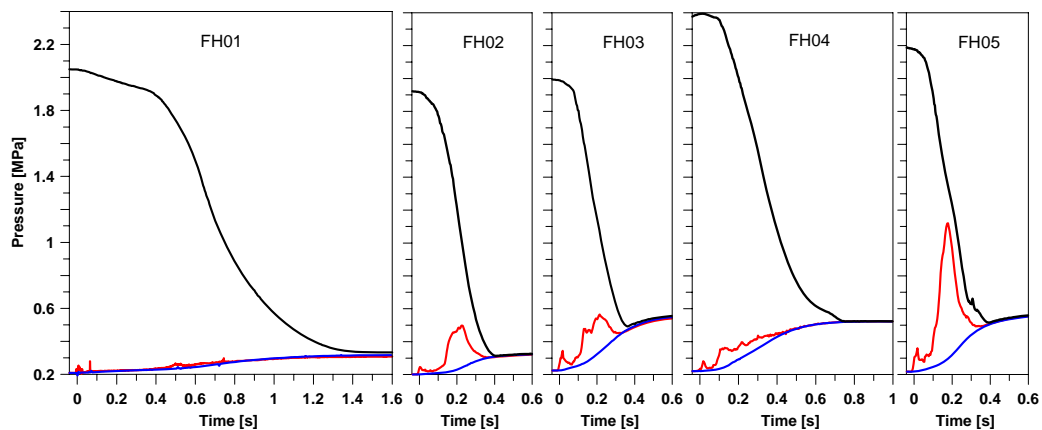 FH01 FH02 FH03 FH04 FH05
Pressure [MPa]
2.2
1.8
1.4
1
0.6
0.2
0 0.2 0.4 0.6 0.8 1 1.2 1.4 1.6
0 0.2 0.4 0.6
0 0.2 0.4 0.6
0 0.2 0.4 0.6 0.8 1
0 0.2 0.4 0.6
Time [s] Time [s] Time [s] Time [s] Time [s]